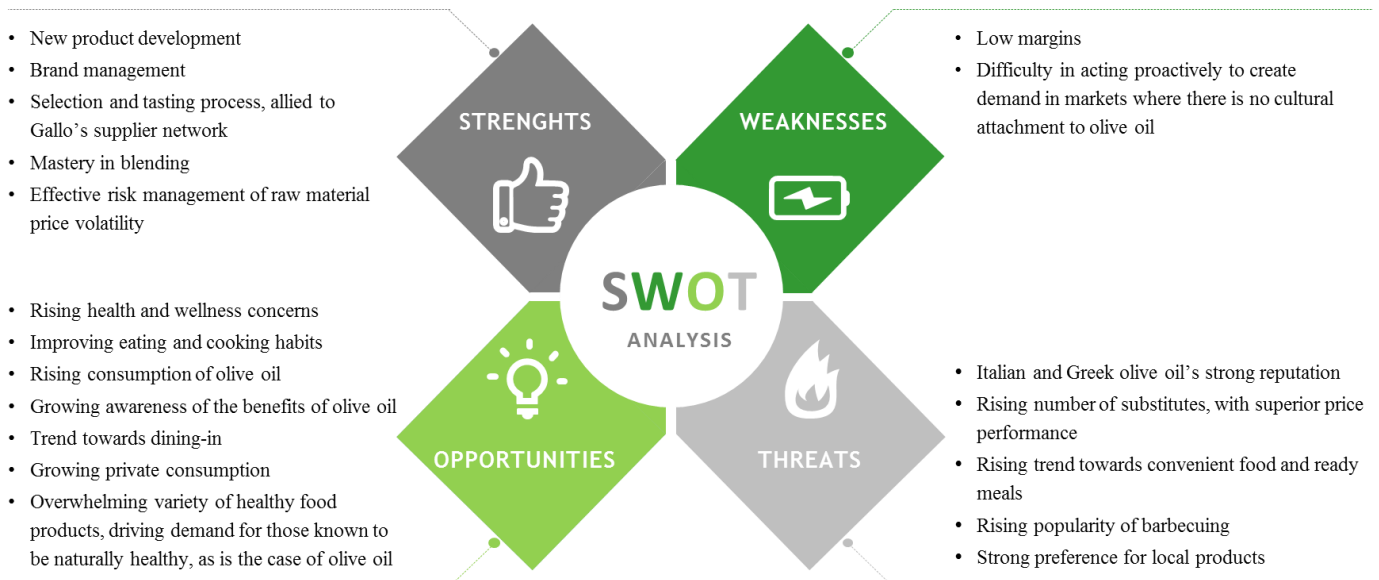 • New product development
• Brand management
• Selection and tasting process, allied to
Gallo’s supplier network
• Mastery in blending
• Effective risk management of raw material
price volatility
STRENGHTS
WEAKNESSES
• Low margins
• Difficulty in acting proactively to create
demand in markets where there is no cultural
attachment to olive oil
SWOT
ANALYSIS
• Rising health and wellness concerns
• Improving eating and cooking habits
• Rising consumption of olive oil
• Growing awareness of the benefits of olive oil
• Trend towards dining-in
• Growing private consumption
• Overwhelming variety of healthy food
products, driving demand for those known to
be naturally healthy, as is the case of olive oil
OPPORTUNITIES
THREATS
• Italian and Greek olive oil’s strong reputation
• Rising number of substitutes, with superior price
performance
• Rising trend towards convenient food and ready
meals
• Rising popularity of barbecuing
• Strong preference for local products